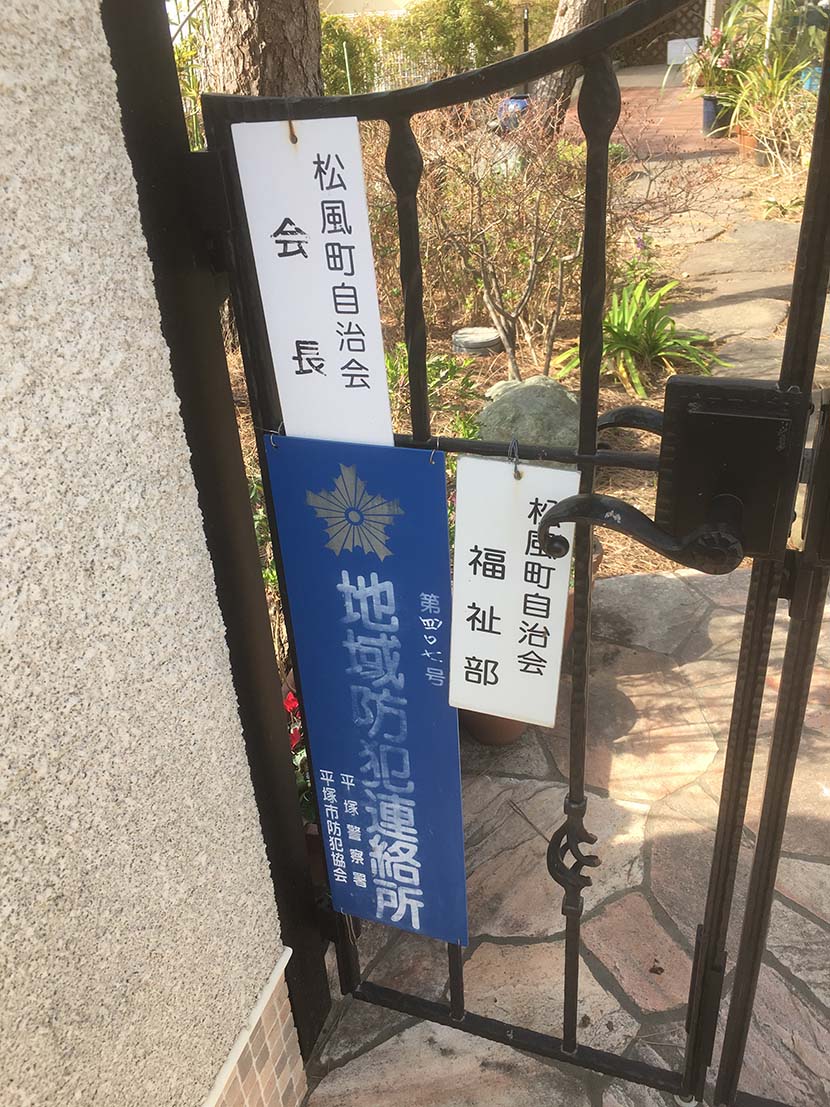 松風町自治会
会長
第四〇七号
地域防犯連絡所
平塚警察署
平塚市防犯協会
松風町自治会
福祉部